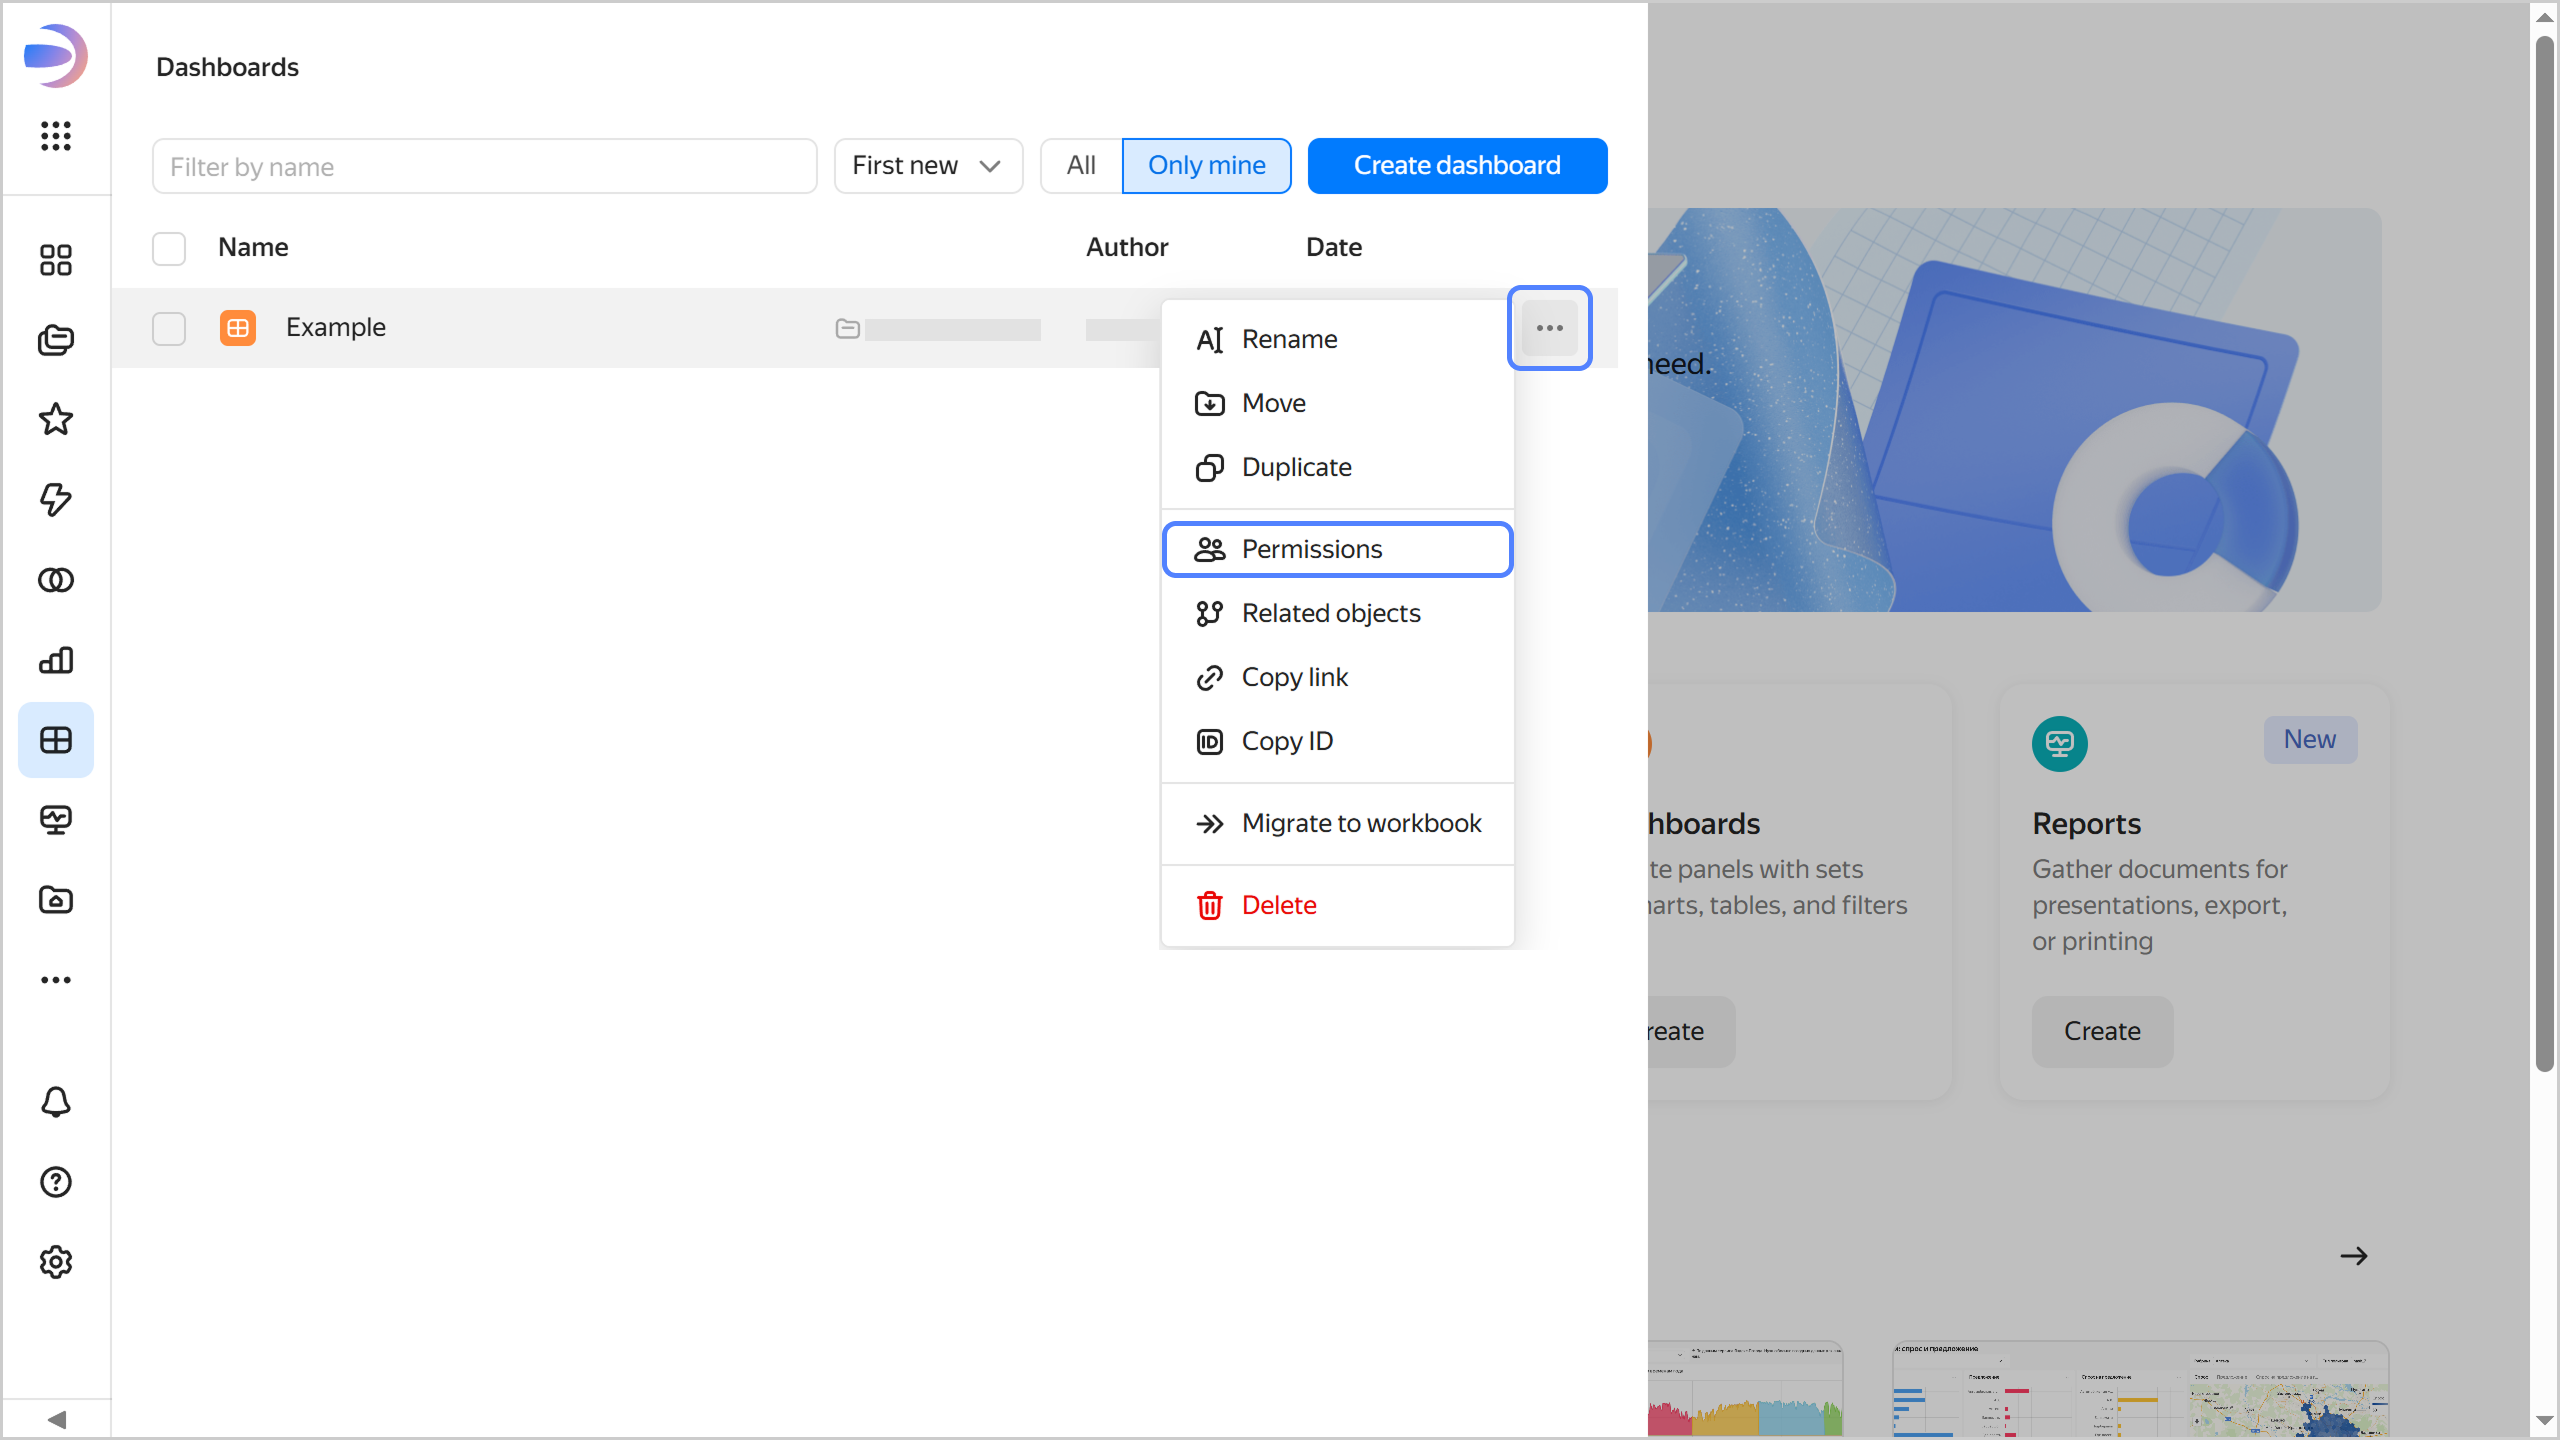 Dashboards
Filter by name
First new
All
Only mine
Create dashboard
Name
Author
Date
Example
Rename
Move
Duplicate
Permissions
Related objects
Copy link
Copy ID
Migrate to workbook
Delete
need.
hboards
te panels with sets
arts, tables, and filters
reate
New
Reports
Gather documents for
presentations, export,
or printing
Create
спрос и предложение